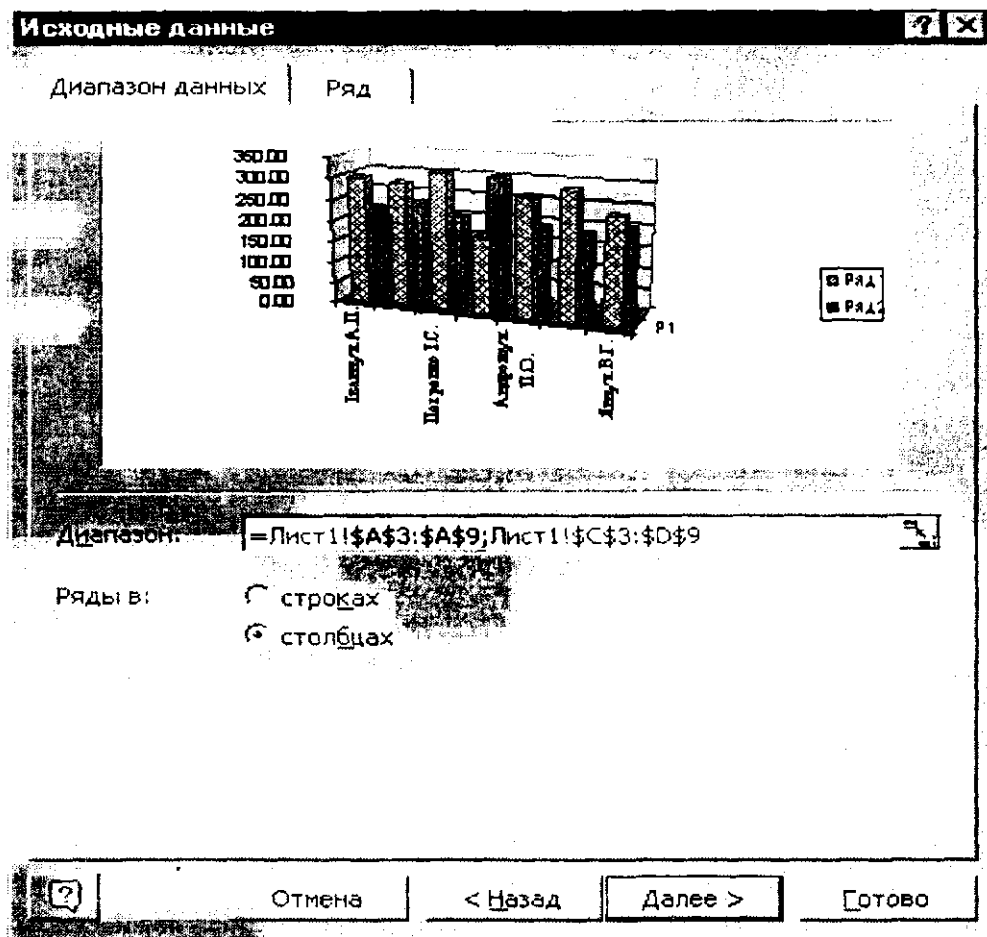 Исходные данные
Диапазон данных
Ряд
350.00
300.00
250.00
200.00
150.00
100.00
50.00
0.00
Ряд
Ряд2
Р1
І.С.
П.О.
В.Г.
Диапазон:
=Лист1!$A$3:$A$9;Лист1!$C$3:$D$9
Ряды в:
строках
столбцах
Отмена
< Назад
Далее >
Готово